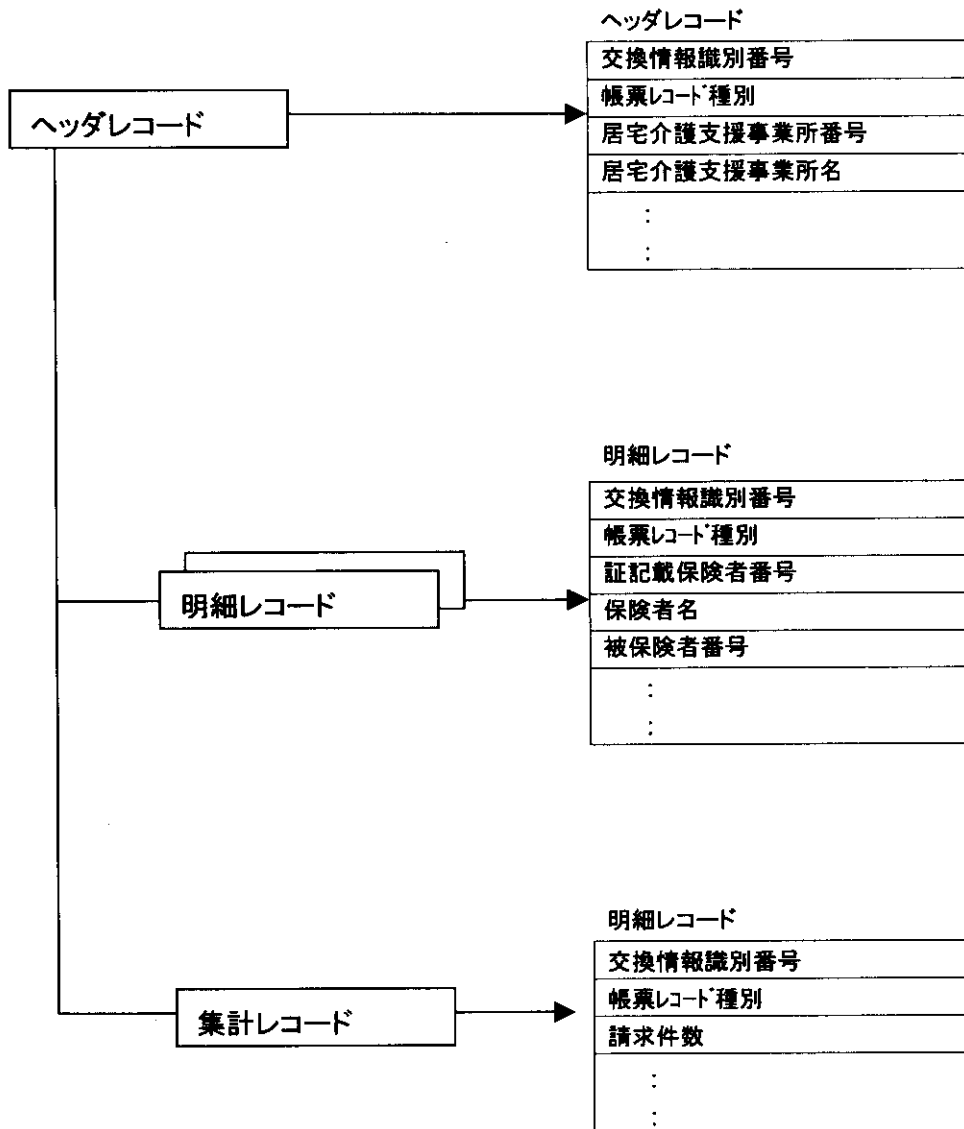 ヘッダレコード
ヘッダレコード
交換情報識別番号
帳票レコード種別
居宅介護支援事業所番号
居宅介護支援事業所名
:
:
明細レコード
明細レコード
交換情報識別番号
帳票レコード種別
証記載保険者番号
保険者名
被保険者番号
:
:
集計レコード
明細レコード
交換情報識別番号
帳票レコード種別
請求件数
:
: